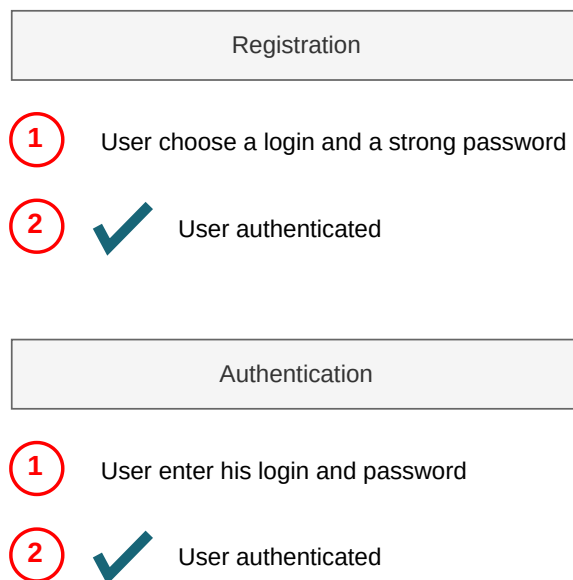 Registration
1 User choose a login and a strong password
2 User authenticated
Authentication
1 User enter his login and password
2 User authenticated